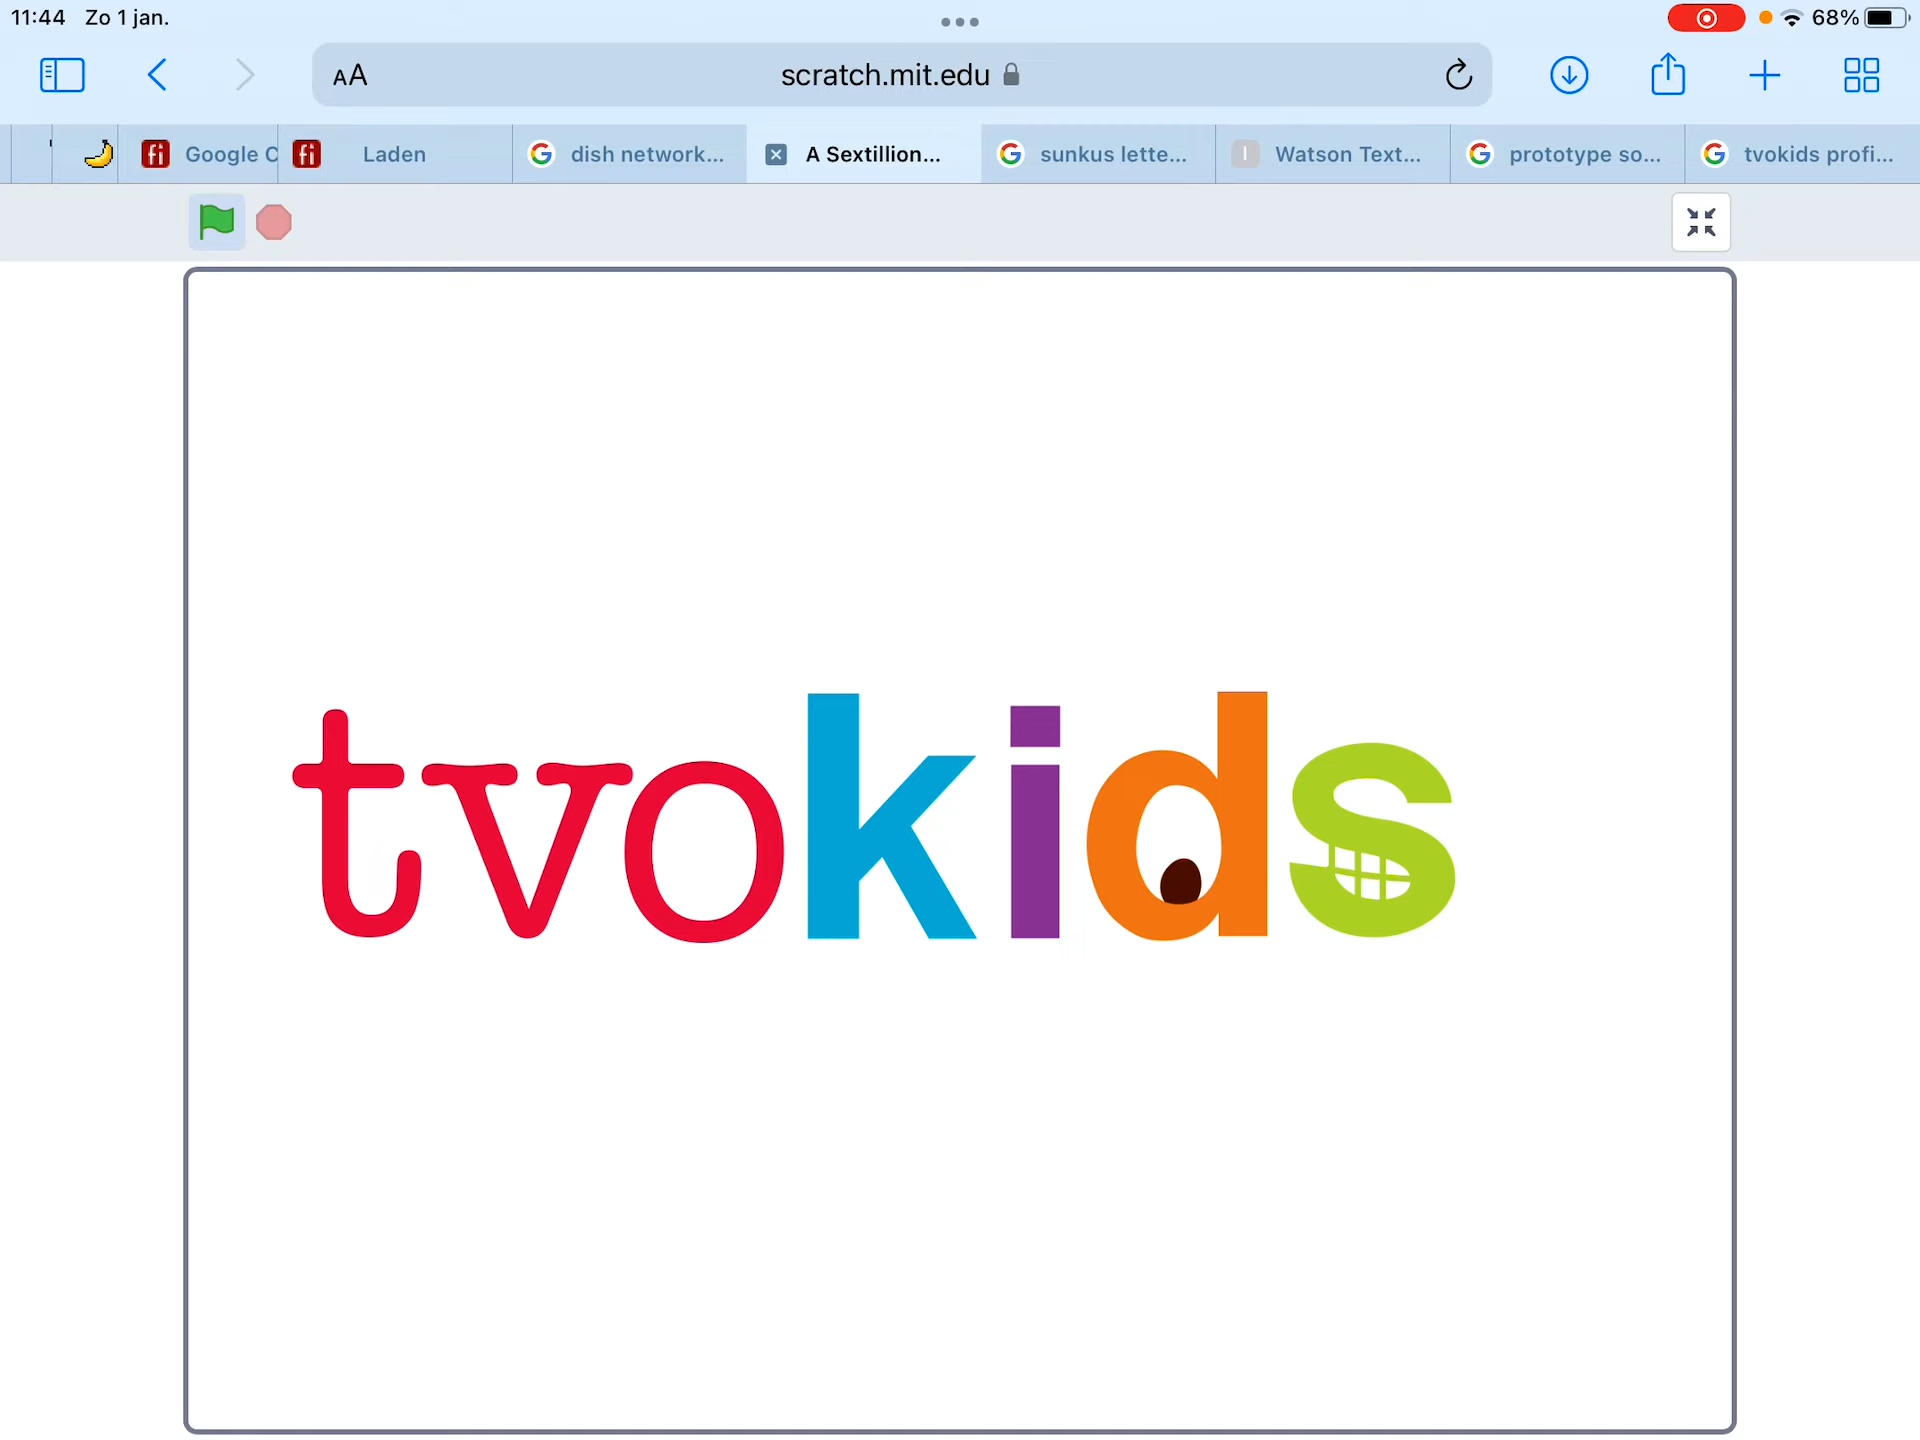 11:44 Zo 1 jan.
68%
AA
scratch.mit.edu
Google C
Laden
dish network...
A Sextillion...
sunkus lette...
Watson Text...
prototype so...
tvokids profi...
tvokids